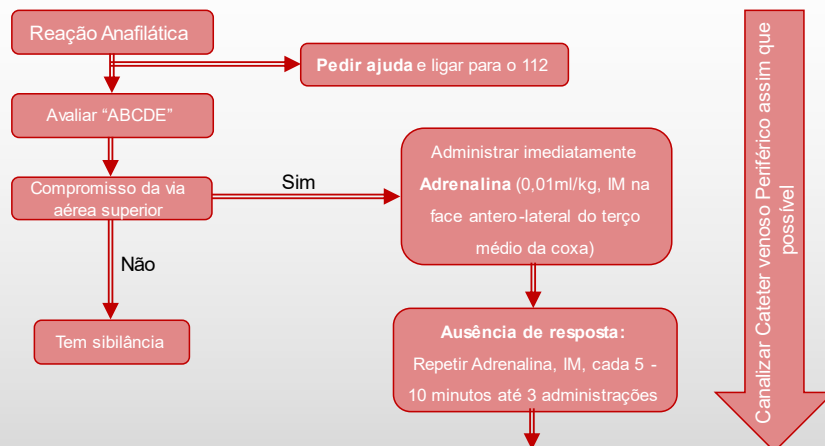 Reação Anafilática
Pedir ajuda e ligar para o 112
Avaliar “ABCDE”
Compromisso da via
aérea superior
Sim
Administrar imediatamente
Adrenalina (0,01ml/kg, IM na
face antero-lateral do terço
médio da coxa)
Não
Tem sibilância
Ausência de resposta:
Repetir Adrenalina, IM, cada 5 -
10 minutos até 3 administrações
Canalizar Cateter venoso Periférico assim que
possível